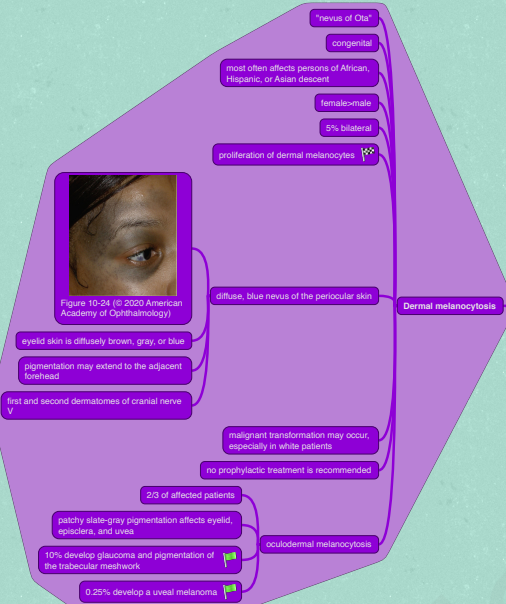 "nevus of Ota"
congenital
most often affects persons of African,
Hispanic, or Asian descent
female>male
5% bilateral
proliferation of dermal melanocytes
Figure 10-24 (© 2020 American
Academy of Ophthalmology)
diffuse, blue nevus of the periocular skin
Dermal melanocytosis
eyelid skin is diffusely brown, gray, or blue
pigmentation may extend to the adjacent
forehead
first and second dermatomes of cranial nerve
V
malignant transformation may occur,
especially in white patients
no prophylactic treatment is recommended
2/3 of affected patients
patchy slate-gray pigmentation affects eyelid,
episclera, and uvea
oculodermal melanocytosis
10% develop glaucoma and pigmentation of
the trabecular meshwork
0.25% develop a uveal melanoma